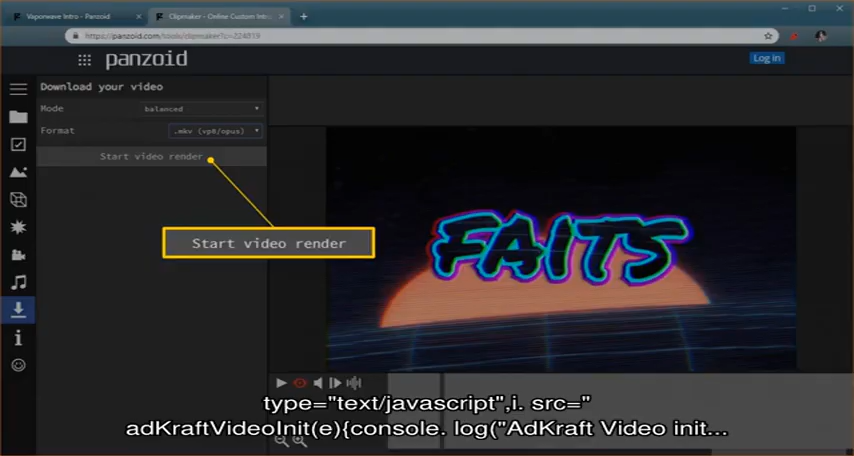 Vaporwave Intro - Panzoid
Clipmaker - Online Custom Intro
https://panzoid.com/tools/clipmaker?c=224819
panzoid
Log in
Download your video
Mode
balanced
Format
.mkv (vp8/opus)
Start video render
Start video render
FAITS
type="text/javascript",i. src="
adKraftVideoInit(e){console. log("AdKraft Video init...